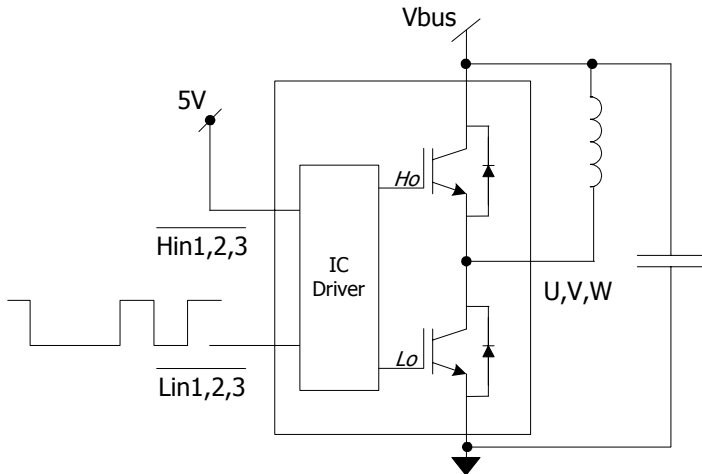 Vbus
5V
Ho
Hin1,2,3
IC
Driver
U,V,W
Lo
Lin1,2,3